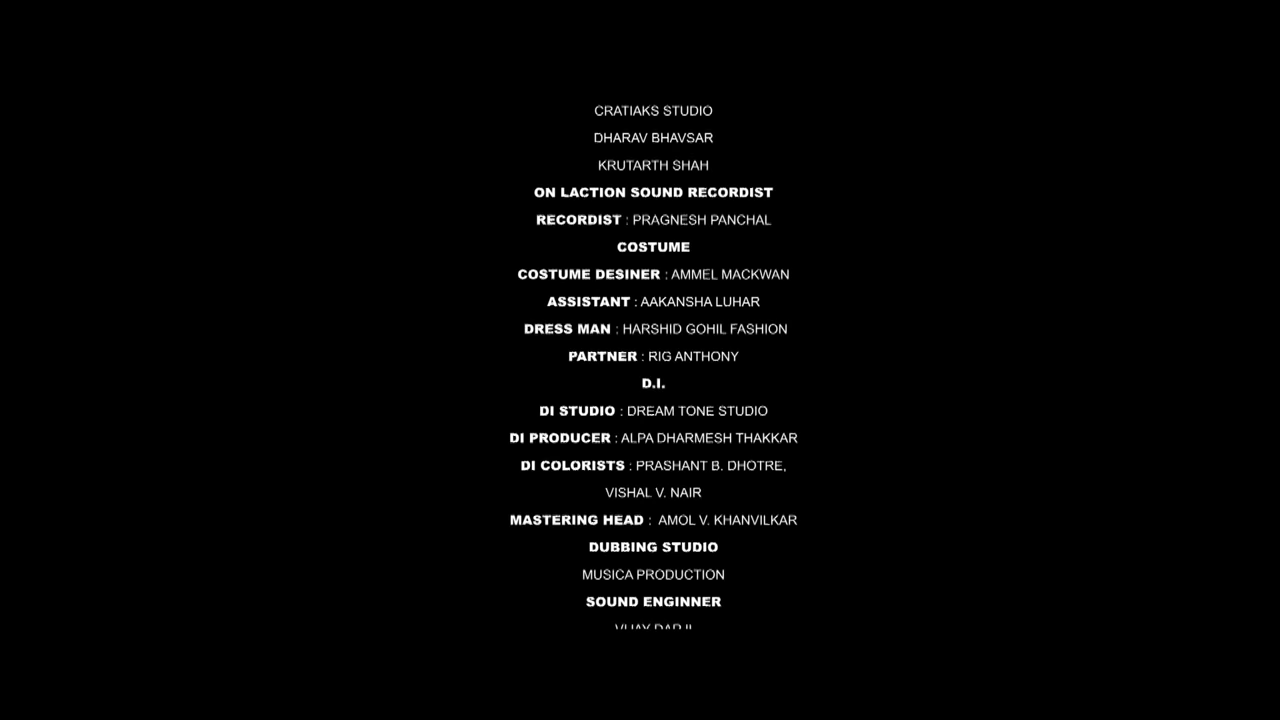 CRATIAKS STUDIO
DHARAV BHAVSAR
KRUTARTH SHAH
ON LACTION SOUND RECORDIST
RECORDIST : PRAGNESH PANCHAL
COSTUME
COSTUME DESINER : AMMEL MACKWAN
ASSISTANT : AAKANSHA LUHAR
DRESS MAN : HARSHID GOHIL FASHION
PARTNER : RIG ANTHONY
D.I.
DI STUDIO : DREAM TONE STUDIO
DI PRODUCER : ALPA DHARMESH THAKKAR
DI COLORISTS : PRASHANT B. DHOTRE,
VISHAL V. NAIR
MASTERING HEAD : AMOL V. KHANVILKAR
DUBBING STUDIO
MUSICA PRODUCTION
SOUND ENGINNER